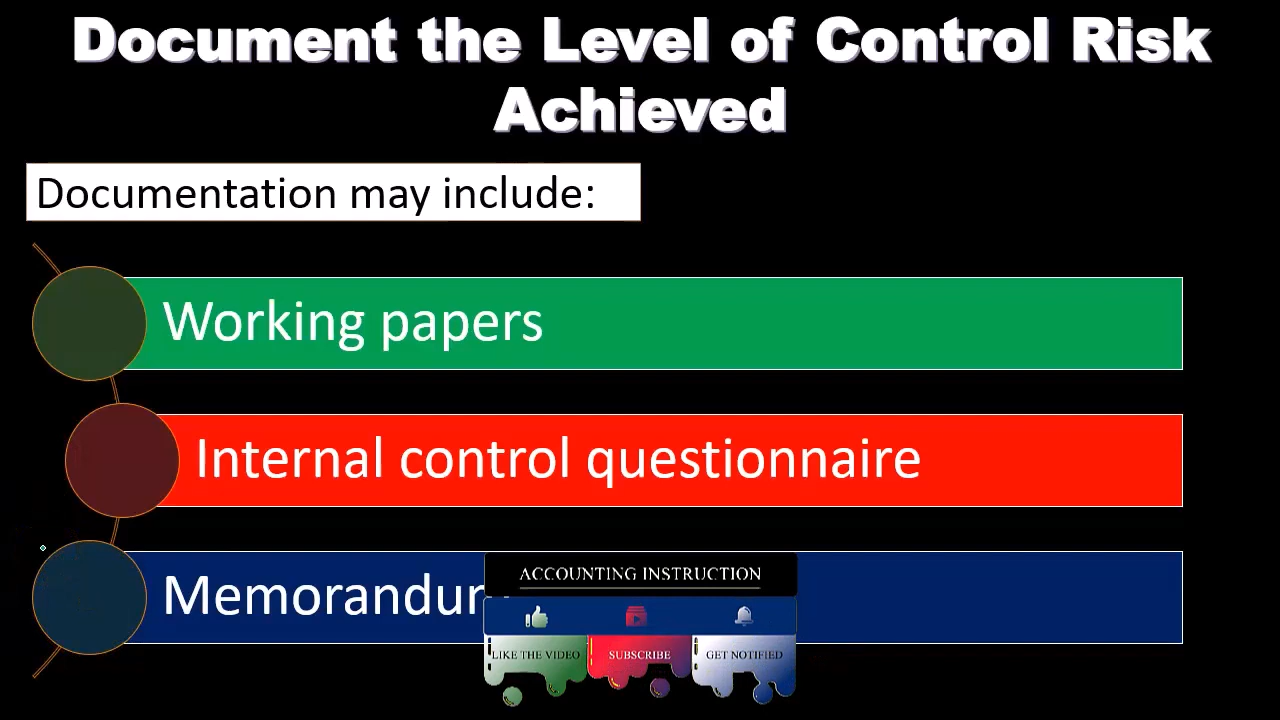 Document the Level of Control Risk
Achieved
Documentation may include:
Working papers
Internal control questionnaire
ACCOUNTING INSTRUCTION
LIKE THE VIDEO
SUBSCRIBE
GET NOTIFIED